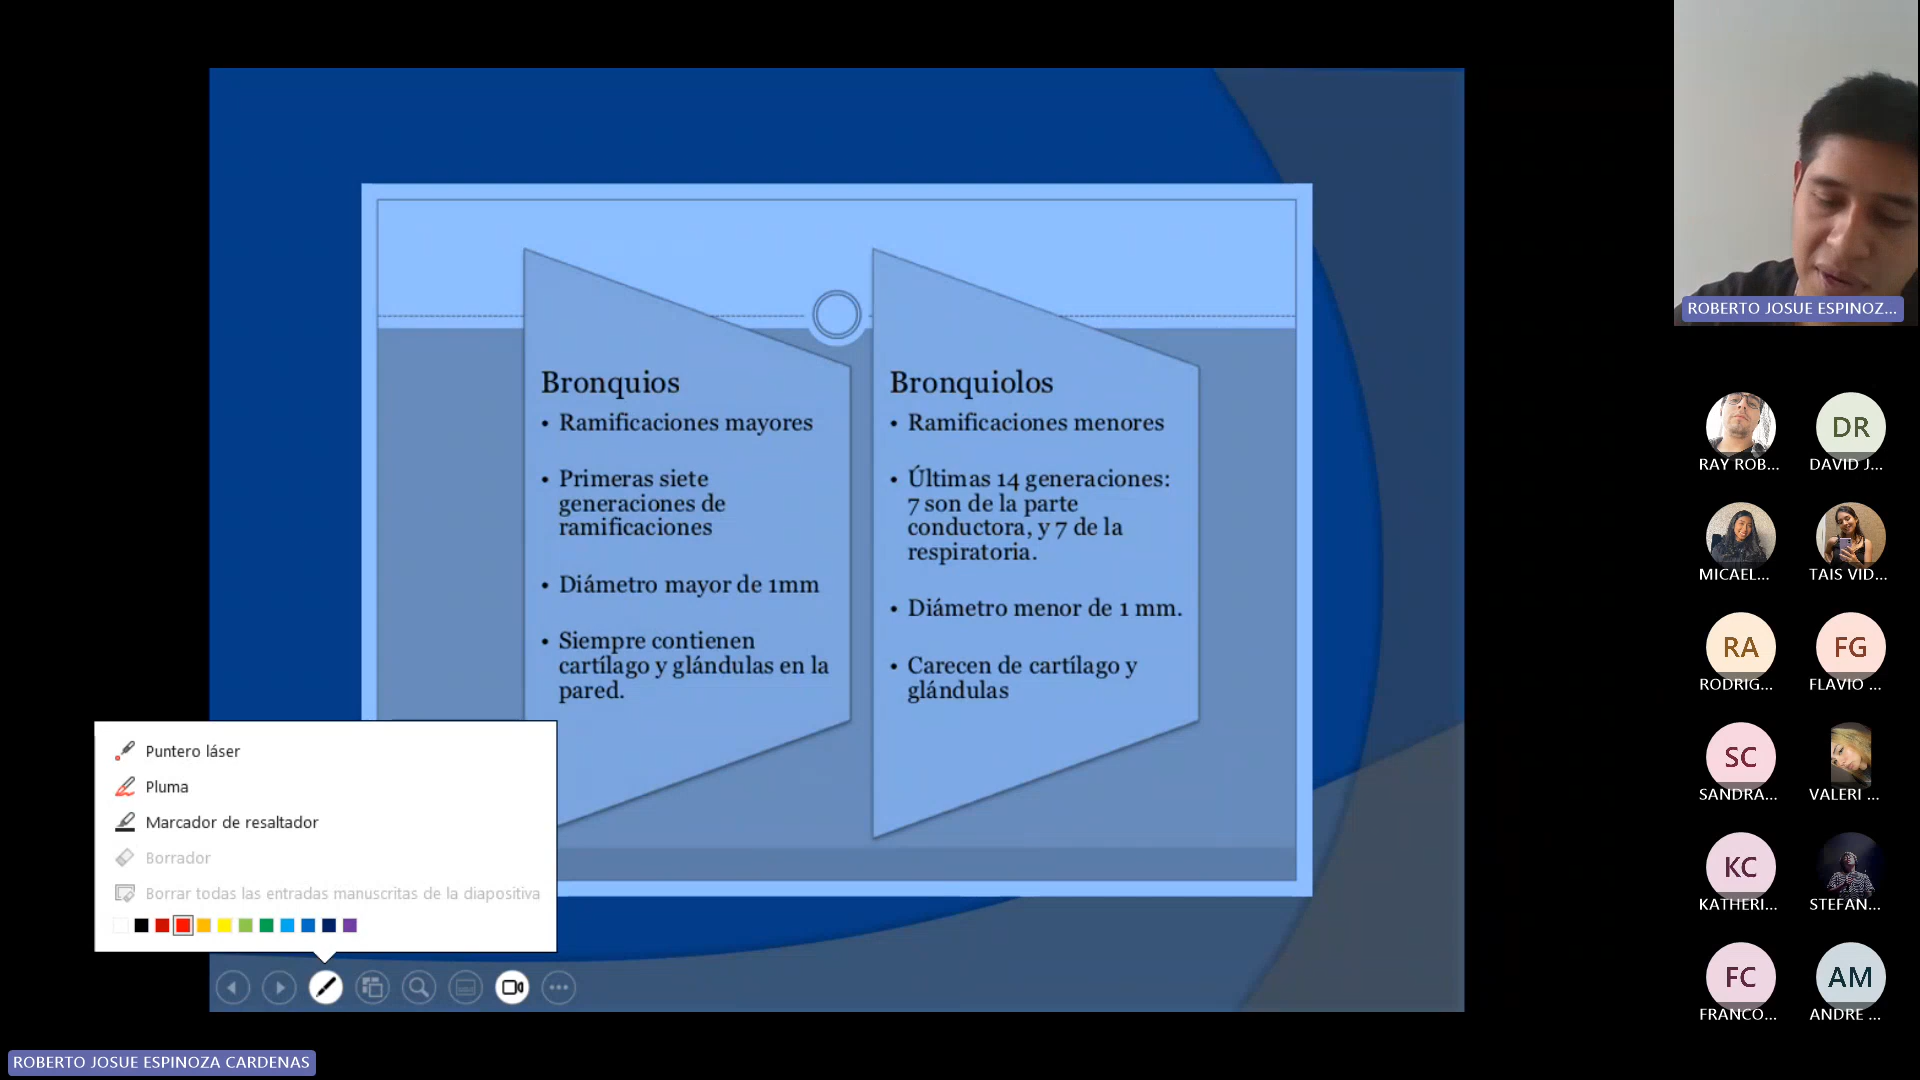 Bronquios
• Ramificaciones mayores
• Primeras siete
generaciones de
ramificaciones
• Diámetro mayor de 1mm
• Siempre contienen
cartílago y glándulas en la
pared.
Bronquiolos
• Ramificaciones menores
• Últimas 14 generaciones:
7 son de la parte
conductora, y 7 de la
respiratoria.
• Diámetro menor de 1 mm.
• Carecen de cartílago y
glándulas
Puntero láser
Pluma
Marcador de resaltador
Borrador
Borrar todas las entradas manuscritas de la diapositiva
ROBERTO JOSUE ESPINOZA CARDENAS
ROBERTO JOSUE ESPINOZ...
RAY ROB...
DR
DAVID J...
MICAEL...
TAIS VID...
RA
RODRIG...
FG
FLAVIO ...
SC
SANDRA...
VALERI ...
KC
KATHERI...
STEFAN...
FC
FRANCO...
AM
ANDRE ...